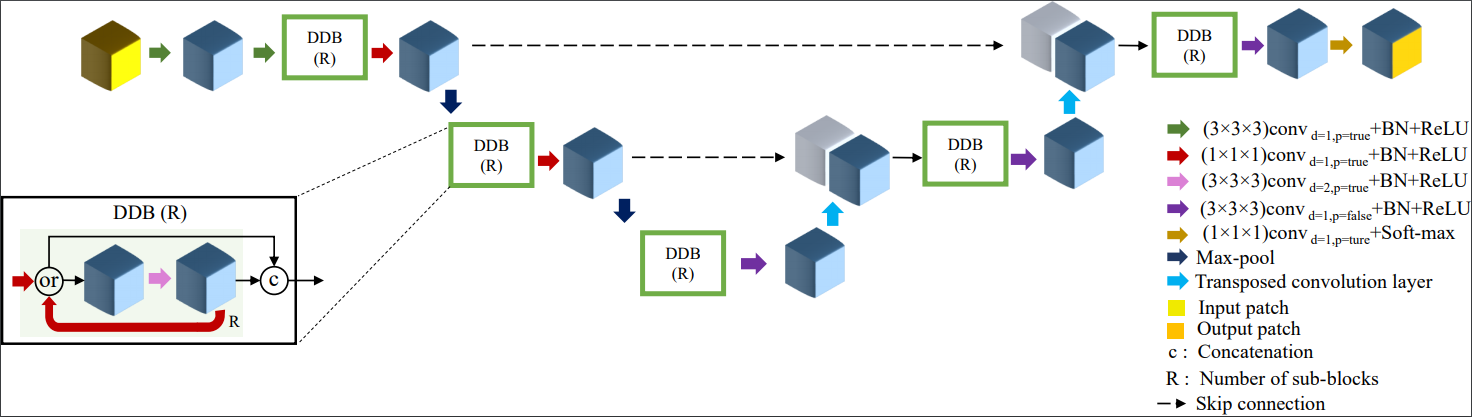 DDB
(R)
DDB
(R)
DDB
(R)
DDB
(R)
DDB
(R)
DDB (R)
or
c
R
(3×3×3)conv d=1,p=true+BN+ReLU
(1×1×1)conv d=1,p=true+BN+ReLU
(3×3×3)conv d=2,p=true+BN+ReLU
(3×3×3)conv d=1,p=false+BN+ReLU
(1×1×1)conv d=1,p=ture+Soft-max
Max-pool
Transposed convolution layer
Input patch
Output patch
c : Concatenation
R : Number of sub-blocks
Skip connection